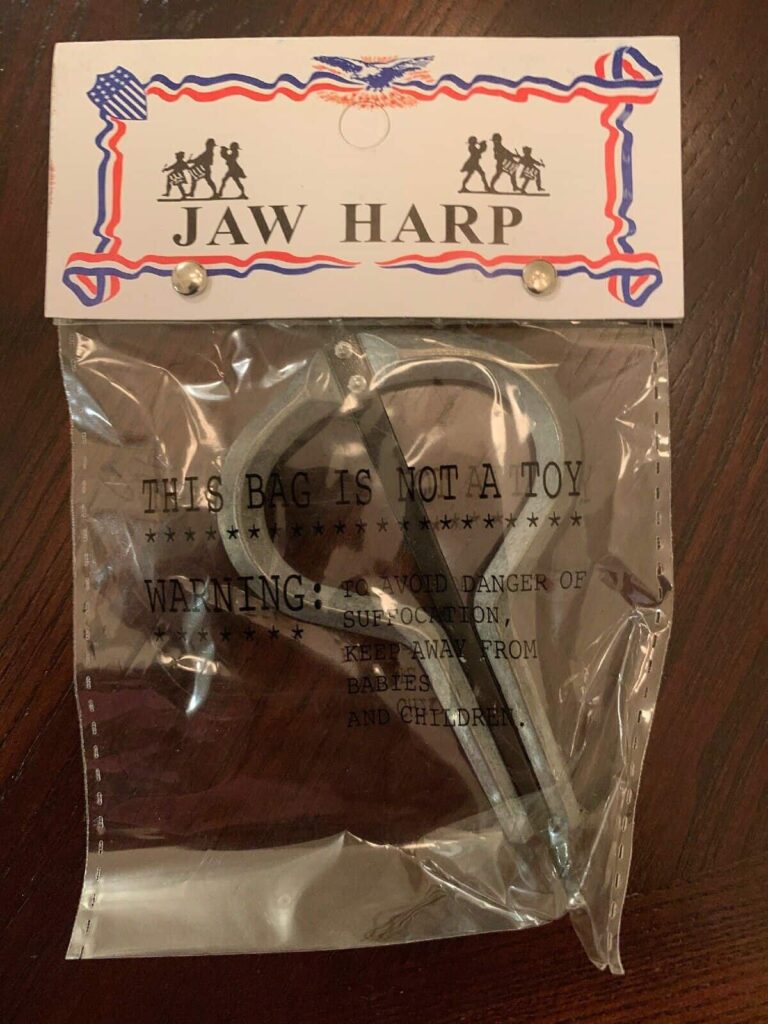 JAW HARP
THIS BAG IS NOT A TOY
********************
WARNING: TO AVOID DANGER OF
******* SUFFOCATION,
KEEP AWAY FROM
BABIES
AND CHILDREN.